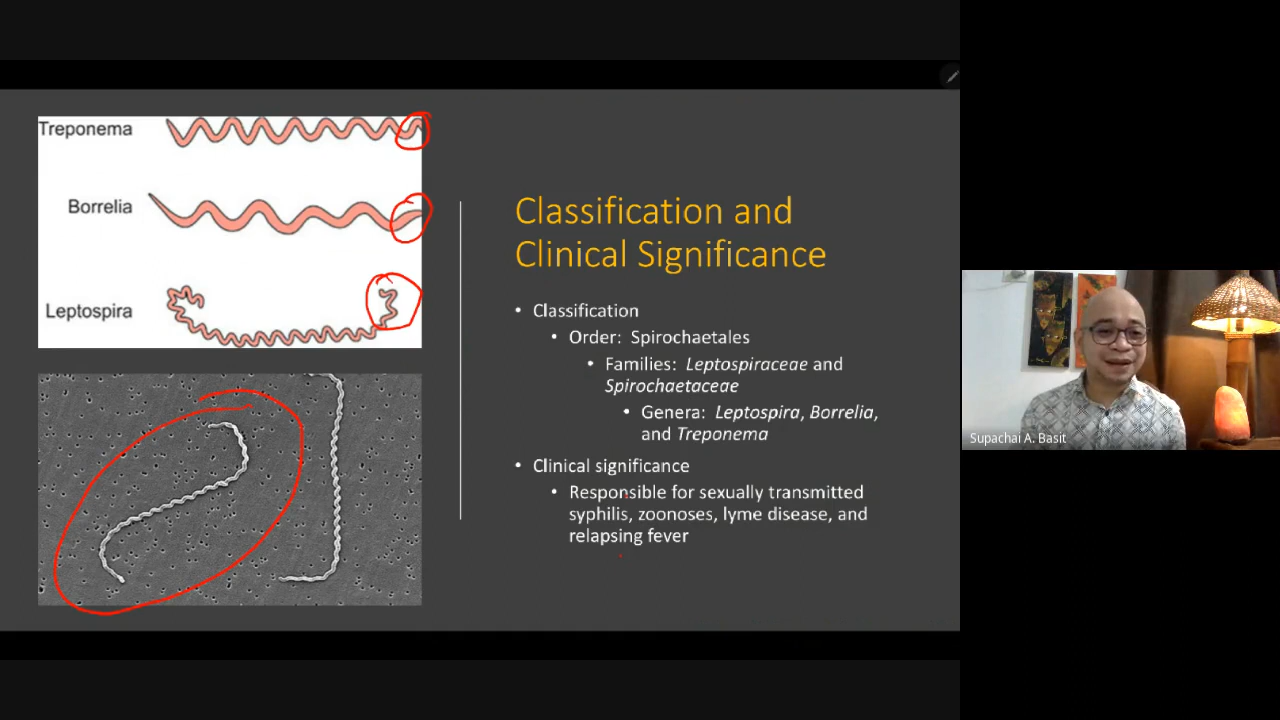 Treponema
Borrelia
Leptospira
Classification and
Clinical Significance
• Classification
• Order: Spirochaetales
• Families: Leptospiraceae and
Spirochaetaceae
• Genera: Leptospira, Borrelia,
and Treponema
• Clinical significance
• Responsible for sexually transmitted
syphilis, zoonoses, lyme disease, and
relapsing fever
Supachai A. Basit